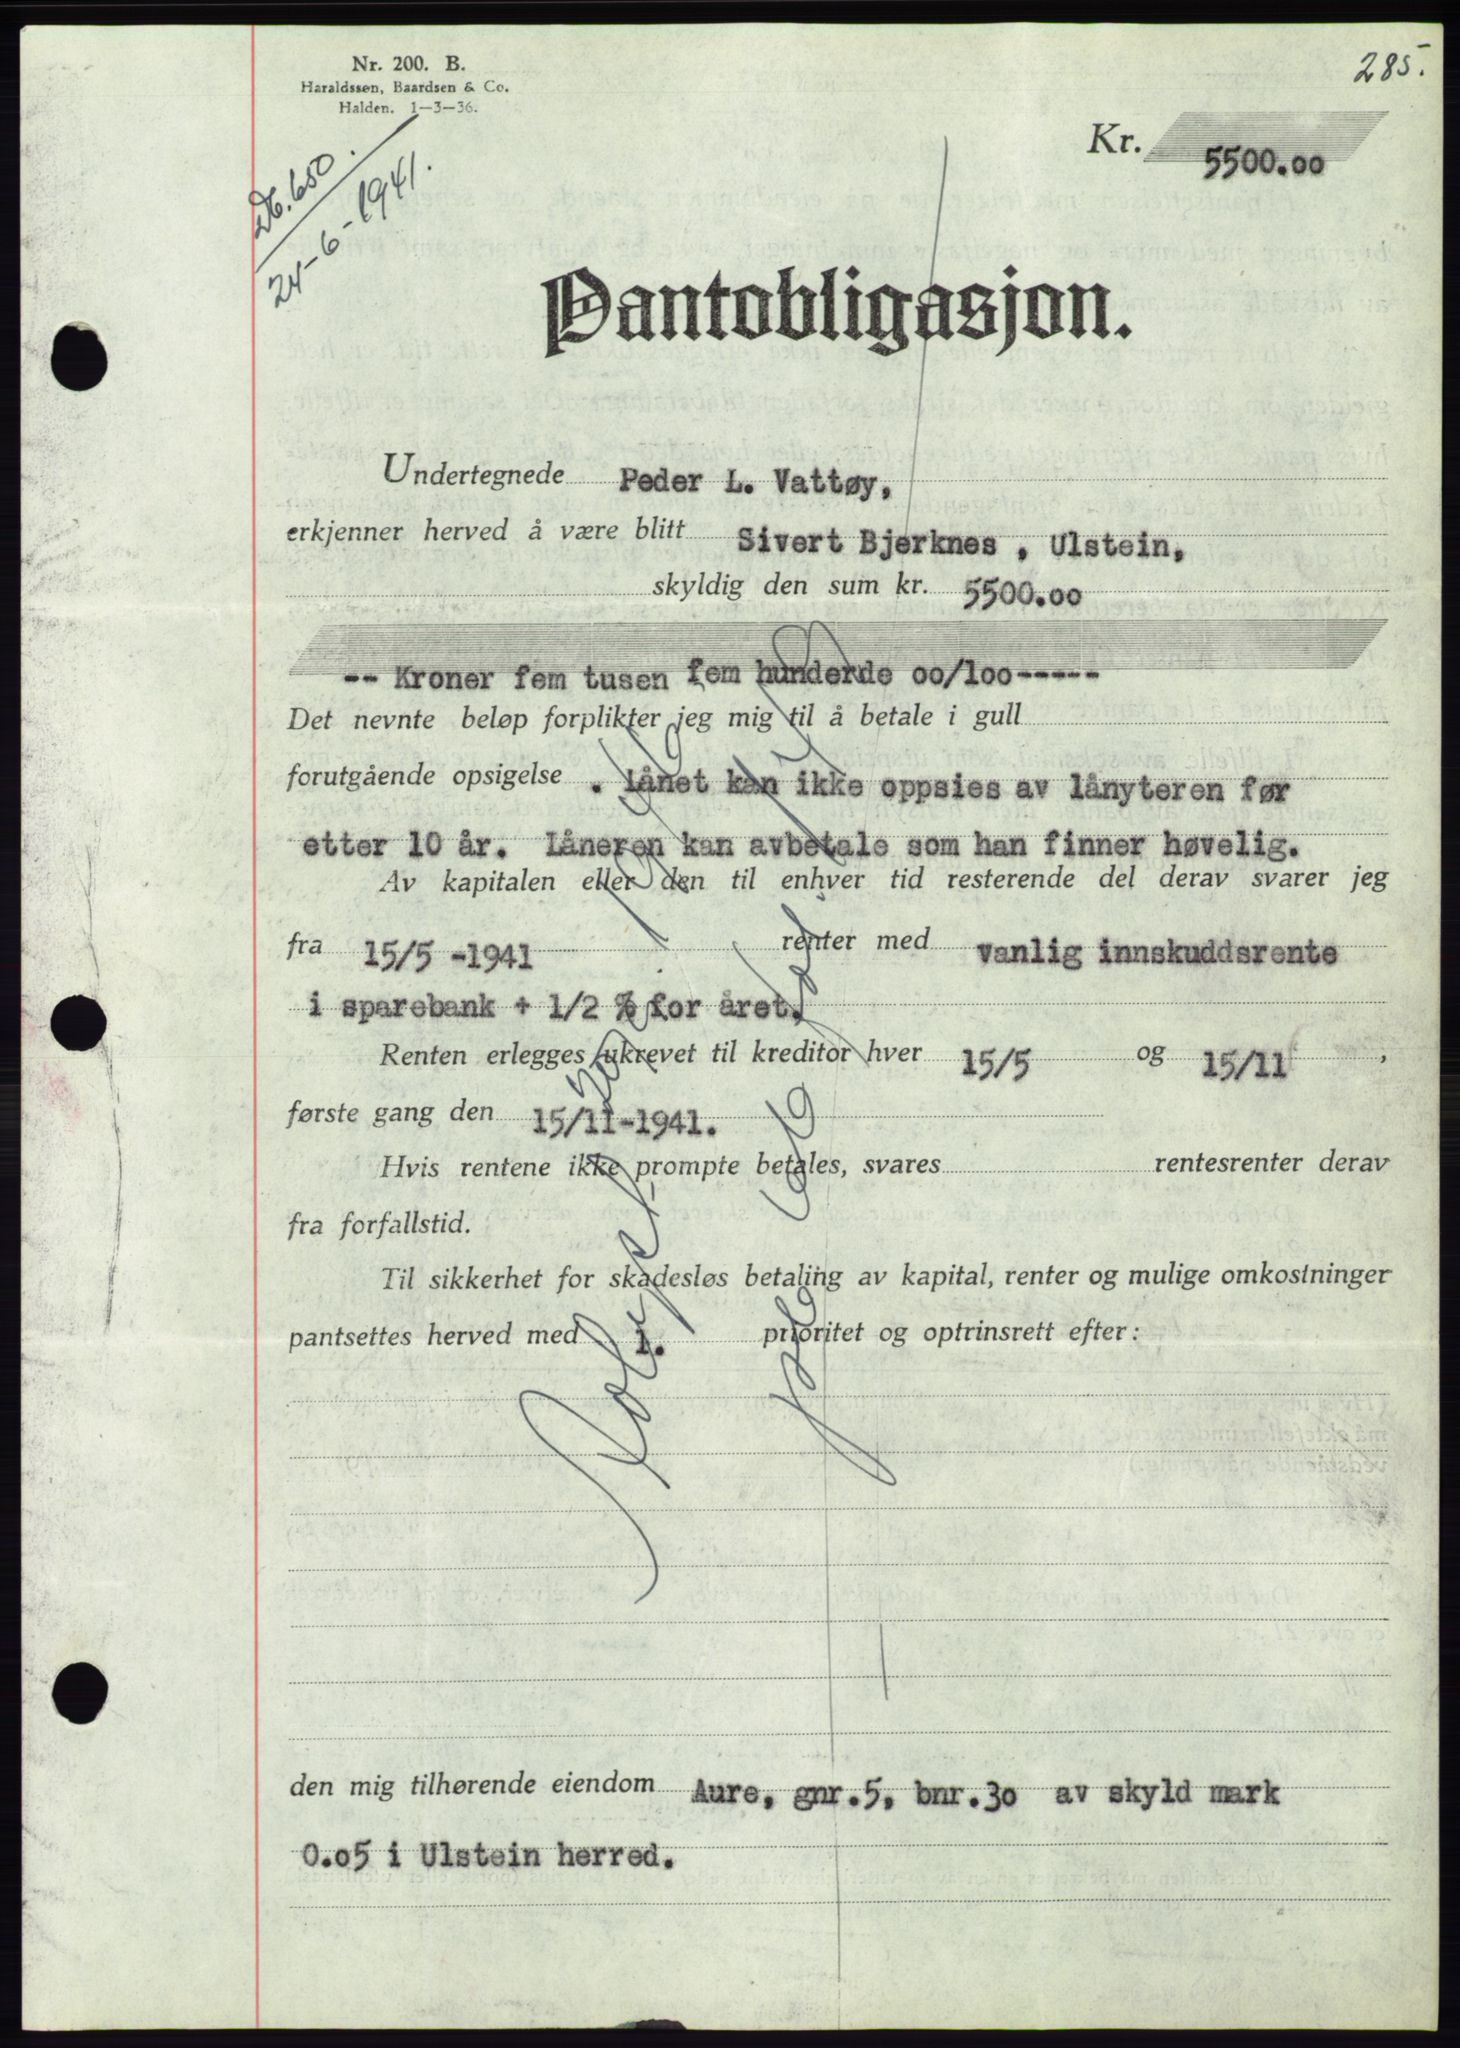 285.
Nr. 200. B.
Haraldssen, Baardsen & Co.
Halden. 1—3—36.
Db. 650.
24-6-1941.
Kr. 5500.oo
Pantobligasjon.
Undertegnede Peder L. Vattøy,
erkjenner herved å være blitt Sivert Bjerknes , Ulstein,
skyldig den sum kr. 5500.oo
-- Kroner fem tusen fem hunderde oo/loo-----
Det nevnte beløp forplikter jeg mig til å betale i gull
forutgående opsigelse . Lånet kan ikke oppsies av lånyteren før
etter 10 år. Låneren kan avbetale som han finner høvelig.
Av kapitalen eller den til enhver tid resterende del derav svarer jeg
fra 15/5 -1941 renter med vanlig innskuddsrente
i sparebank + 1/2 % for året.
Renten erlegges ukrevet til kreditor hver 15/5 og 15/11 ,
første gang den 15/11-1941.
Hvis rentene ikke prompte betales, svares rentesrenter derav
fra forfallstid.
Til sikkerhet for skadesløs betaling av kapital, renter og mulige omkostninger
pantsettes herved med 1. prioritet og optrinsrett efter:
den mig tilhørende eiendom Aure, gnr.5, bnr.3o av skyld mark
0.o5 i Ulstein herred.